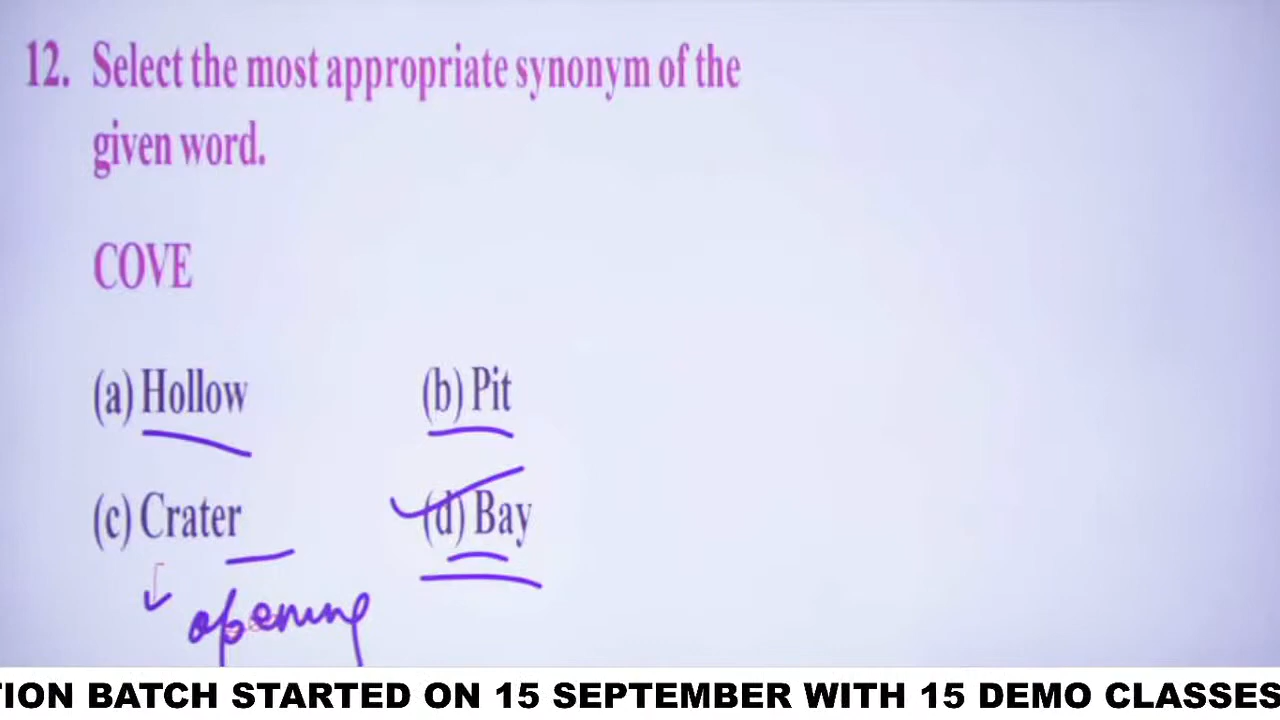 12. Select the most appropriate synonym of the
given word.
COVE
(a) Hollow (b) Pit
(c) Crater (d) Bay
opening
TION BATCH STARTED ON 15 SEPTEMBER WITH 15 DEMO CLASSES